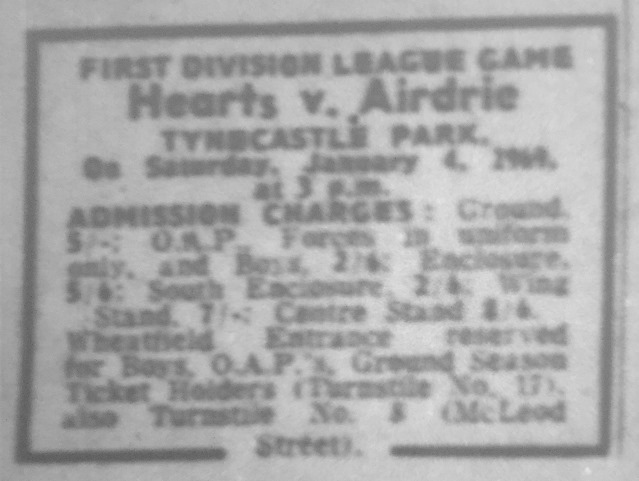 FIRST DIVISION LEAGUE GAME
Hearts v. Airdrie
TYNECASTLE PARK.
On Saturday, January 4, 1969,
at 3 p.m.
ADMISSION CHARGES: Ground,
5/-; O.A.P., Forces in uniform
only, and Boys, 2/6; Enclosure,
5/6; South Enclosure, 2/6; Wing
Stand, 7/-; Centre Stand 8/6.
Wheatfield Entrance reserved
for Boys, O.A.P.'s, Ground Season
Ticket Holders (Turnstile No. 17),
also Turnstile No. 8 (McLeod
Street).